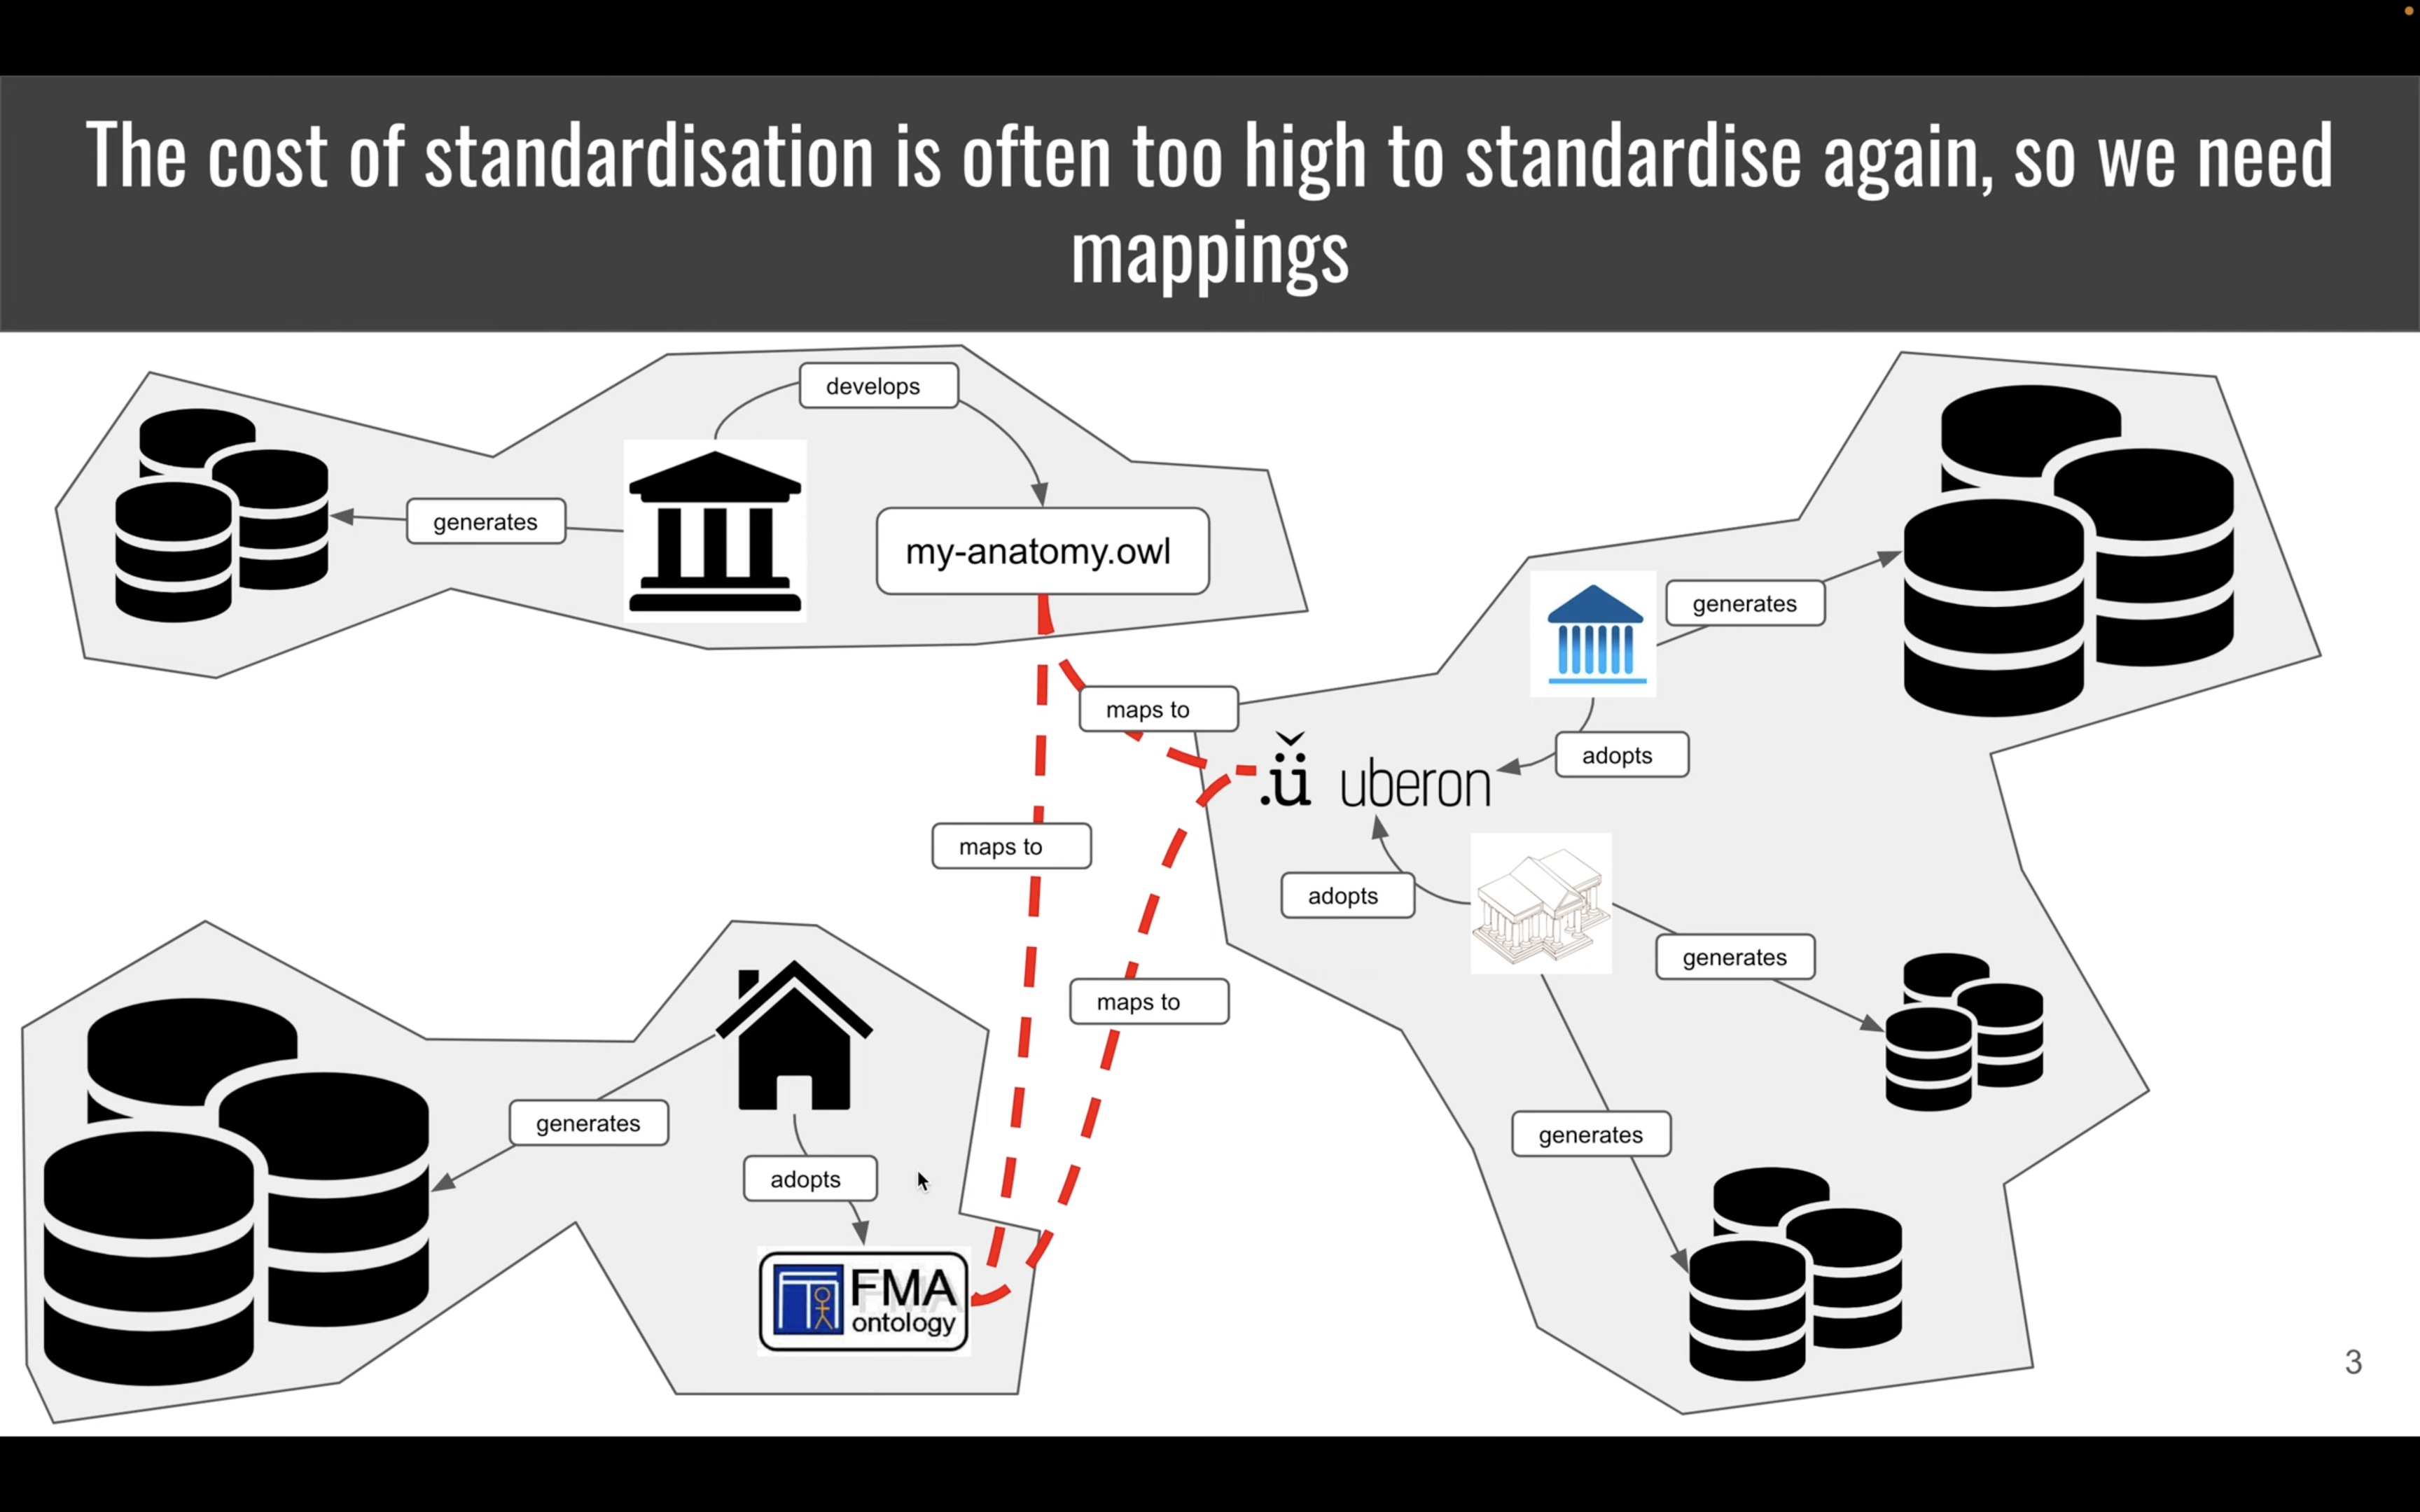 The cost of standardisation is often too high to standardise again, so we need
mappings
develops
generates
my-anatomy.owl
generates
maps to
adopts
.ü uberon
maps to
adopts
generates
maps to
generates
generates
adopts
FMA
ontology
3